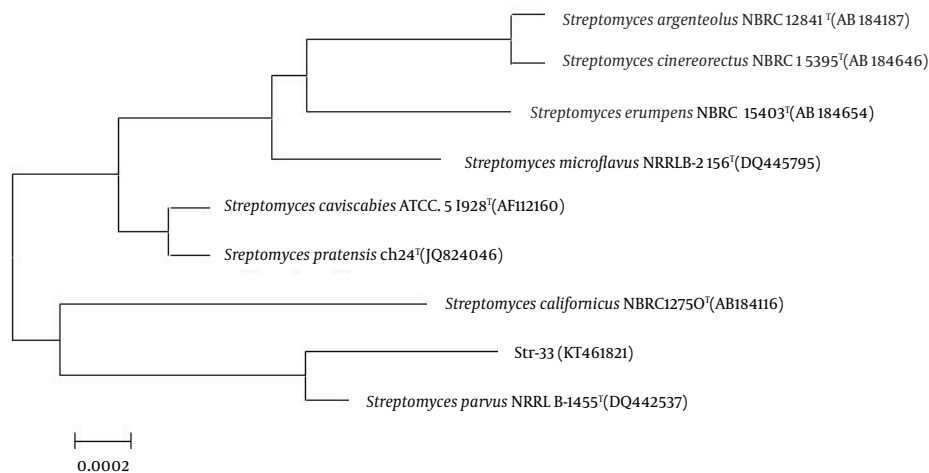 Streptomyces argenteolus NBRC 12841 ᵀ(AB 184187)
Streptomyces cinereorectus NBRC 1 5395ᵀ(AB 184646)
Streptomyces erumpens NBRC 15403ᵀ(AB 184654)
Streptomyces microflavus NRRLB-2 156ᵀ(DQ445795)
Streptomyces caviscabies ATCC. 5 I928ᵀ(AF112160)
Sreptomyces pratensis ch24ᵀ(JQ824046)
Streptomyces californicus NBRC1275Oᵀ(AB184116)
Str-33 (KT461821)
Streptomyces parvus NRRL B-1455ᵀ(DQ442537)
0.0002